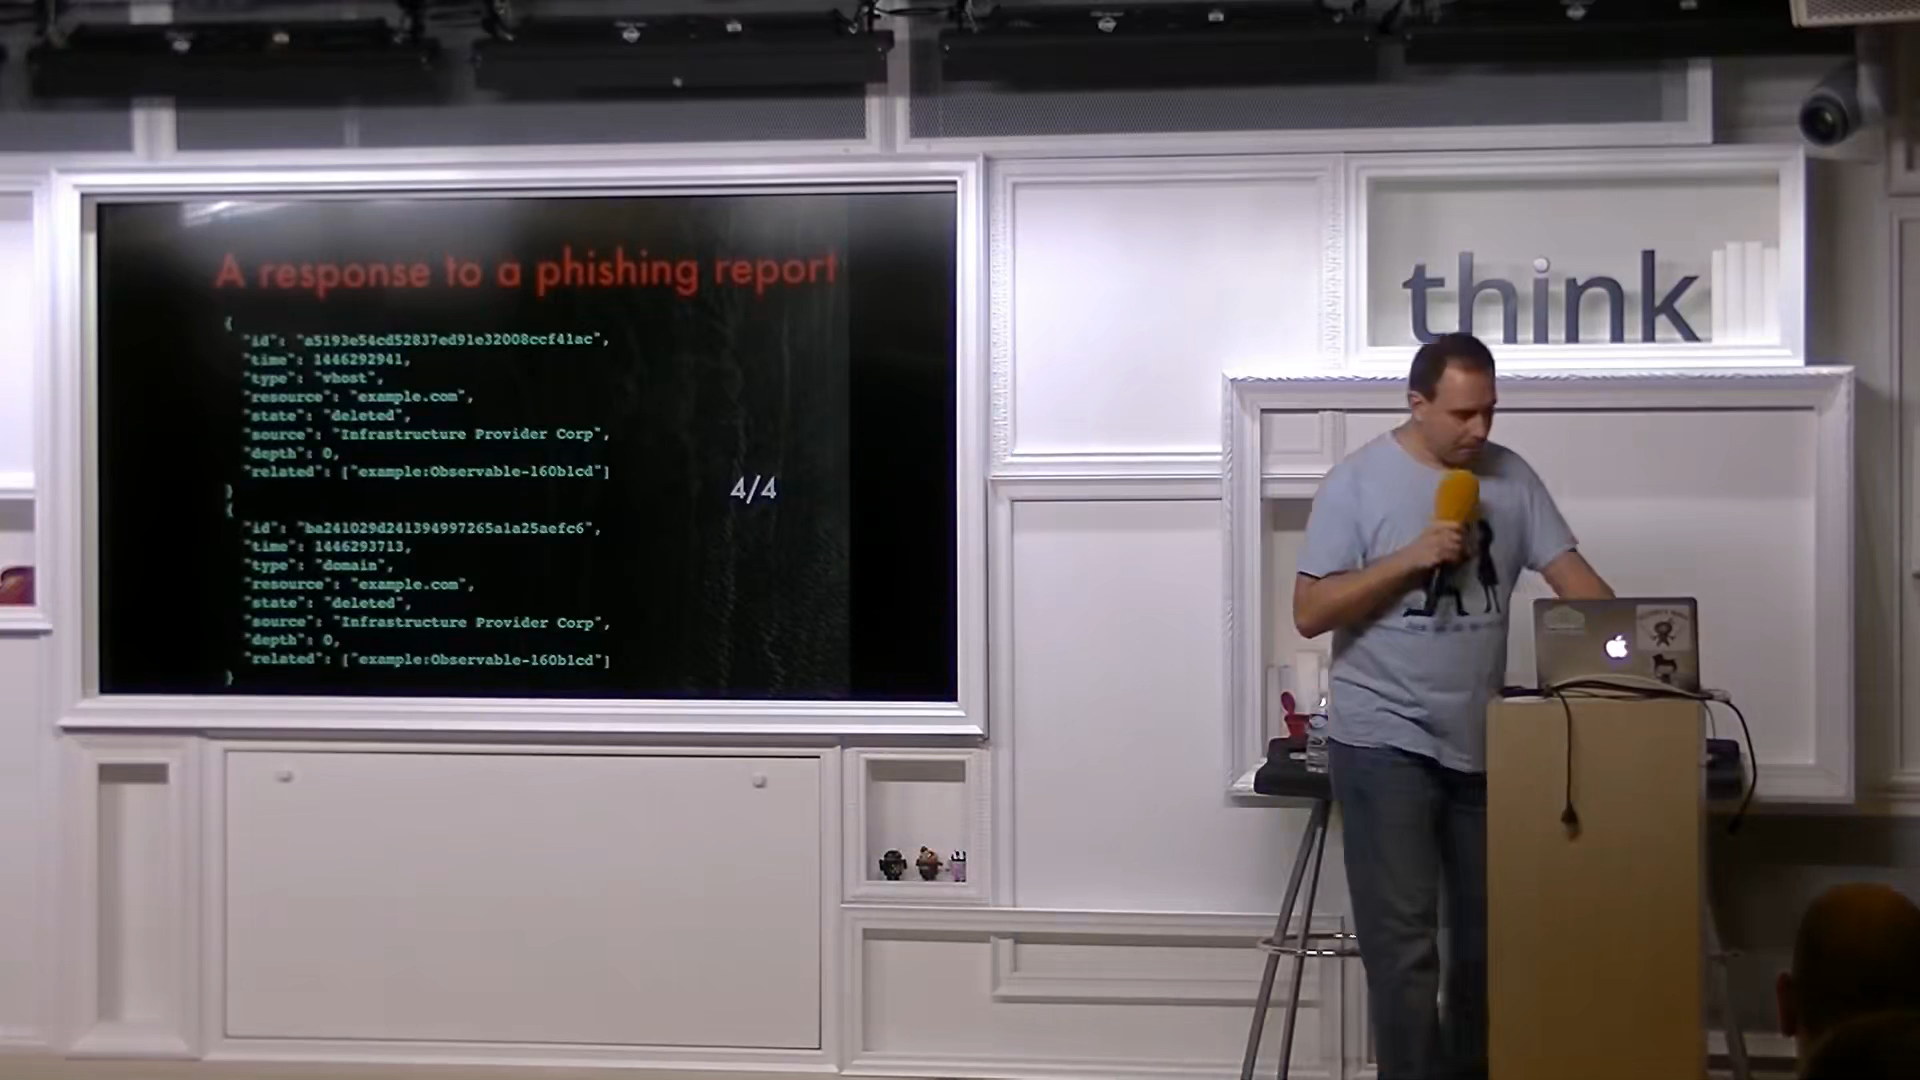 A response to a phishing report
{
"id": "a5193e54cd52837ed91e32008ccf41ac",
"time": 1446292941,
"type": "vhost",
"resource": "example.com",
"state": "deleted",
"source": "Infrastructure Provider Corp",
"depth": 0,
"related": ["example:Observable-160b1cd"]
}
{
"id": "ba241029d241394997265a1a25aefc6",
"time": 1446293713,
"type": "domain",
"resource": "example.com",
"state": "deleted",
"source": "Infrastructure Provider Corp",
"depth": 0,
"related": ["example:Observable-160b1cd"]
}
4/4
think